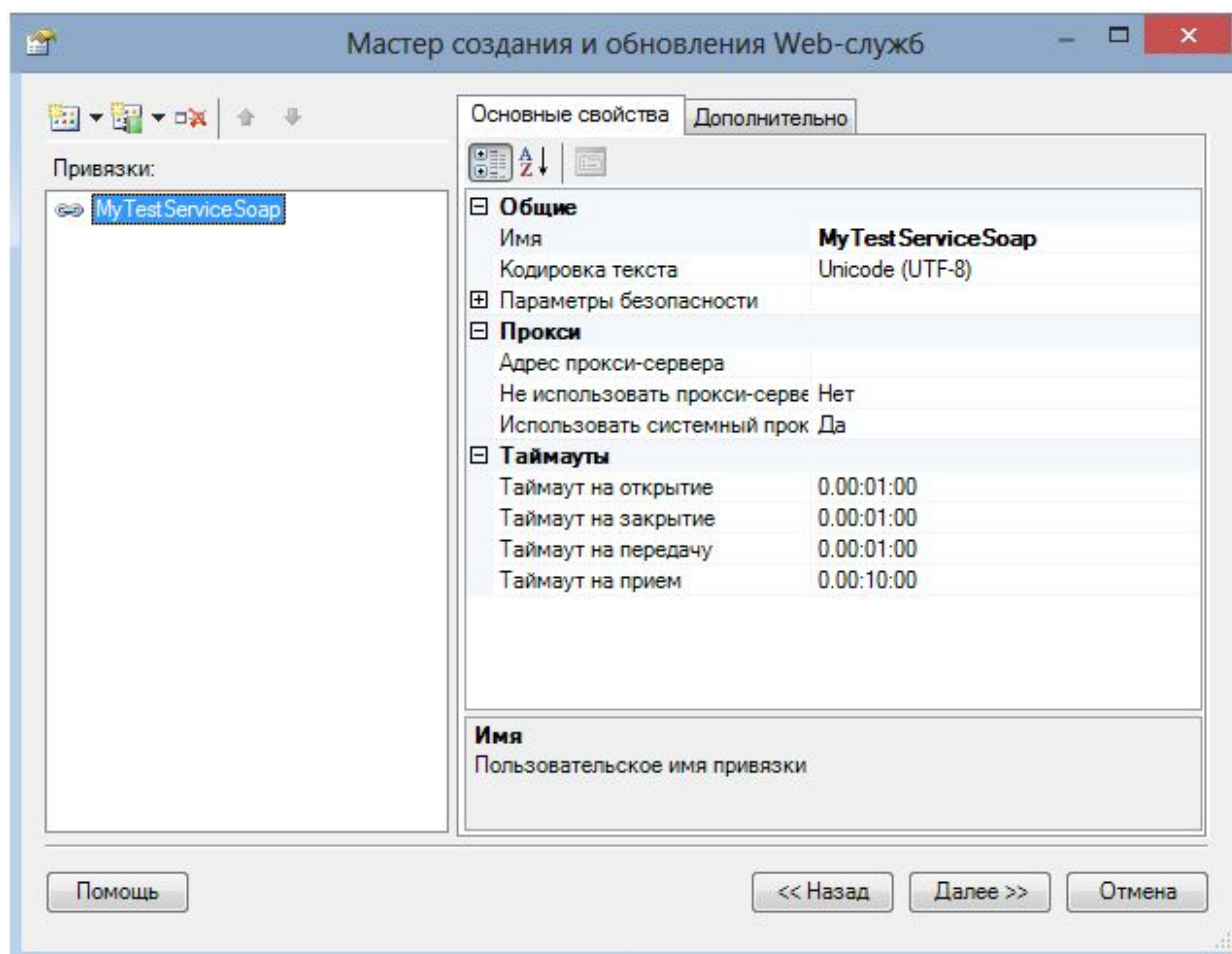 Мастер создания и обновления Web-служб
Основные свойства
Дополнительно
Привязки:
MyTestServiceSoap
Общие
Имя MyTestServiceSoap
Кодировка текста Unicode (UTF-8)
Параметры безопасности
Прокси
Адрес прокси-сервера
Не использовать прокси-серве Нет
Использовать системный прок Да
Таймауты
Таймаут на открытие 0.00:01:00
Таймаут на закрытие 0.00:01:00
Таймаут на передачу 0.00:01:00
Таймаут на прием 0.00:10:00
Имя
Пользовательское имя привязки
Помощь
<< Назад
Далее >>
Отмена